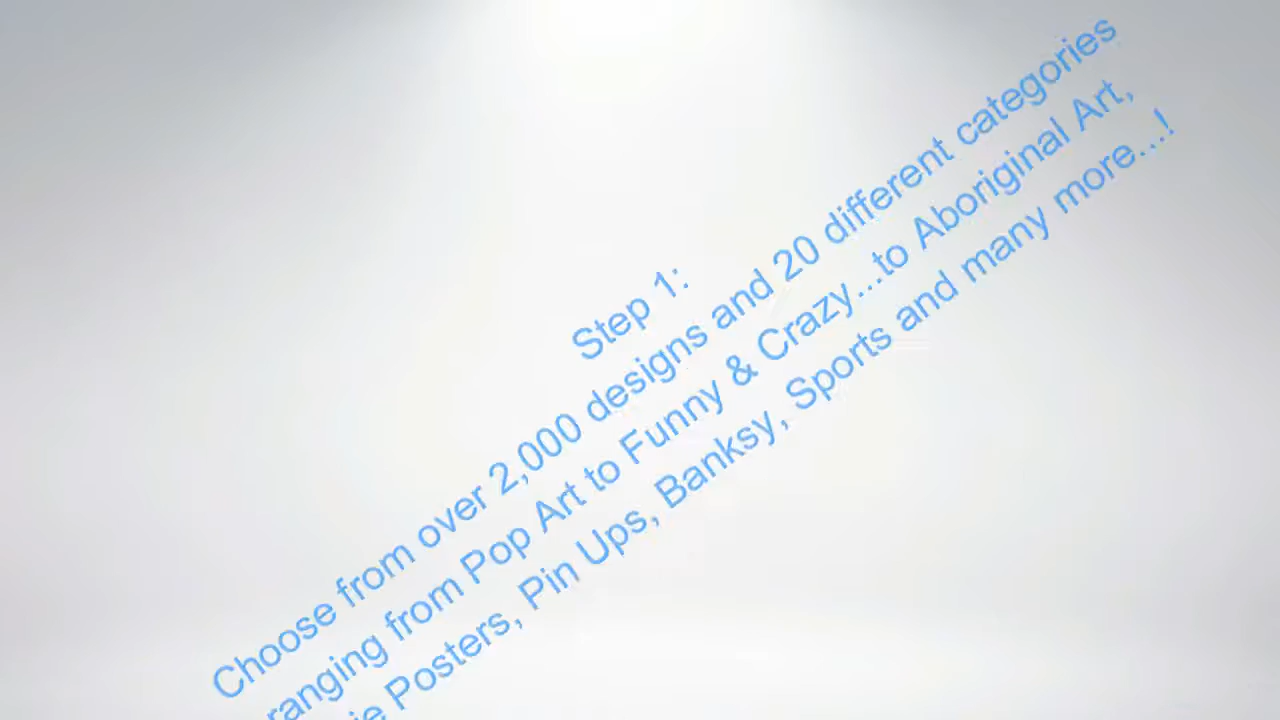 Step 1:
Choose from over 2,000 designs and 20 different categories
ranging from Pop Art to Funny & Crazy...to Aboriginal Art,
Posters, Pin Ups, Banksy, Sports and many more...!